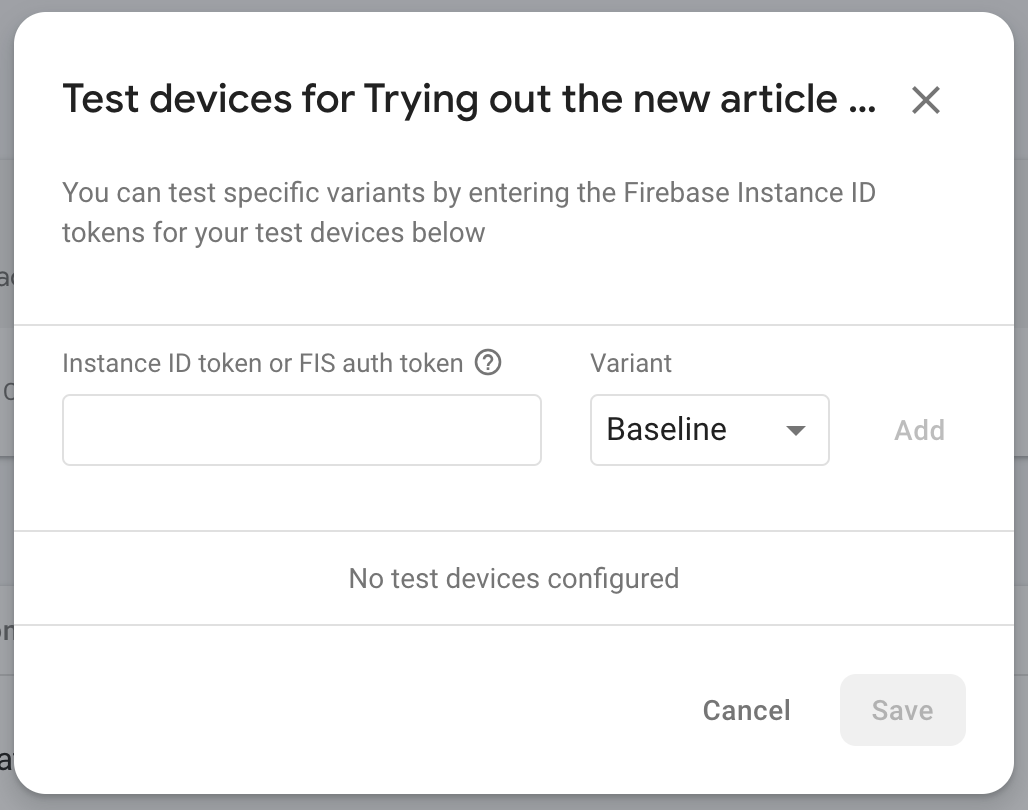 Test devices for Trying out the new article ...
You can test specific variants by entering the Firebase Instance ID
tokens for your test devices below
Instance ID token or FIS auth token
Variant
Baseline
Add
No test devices configured
Cancel
Save